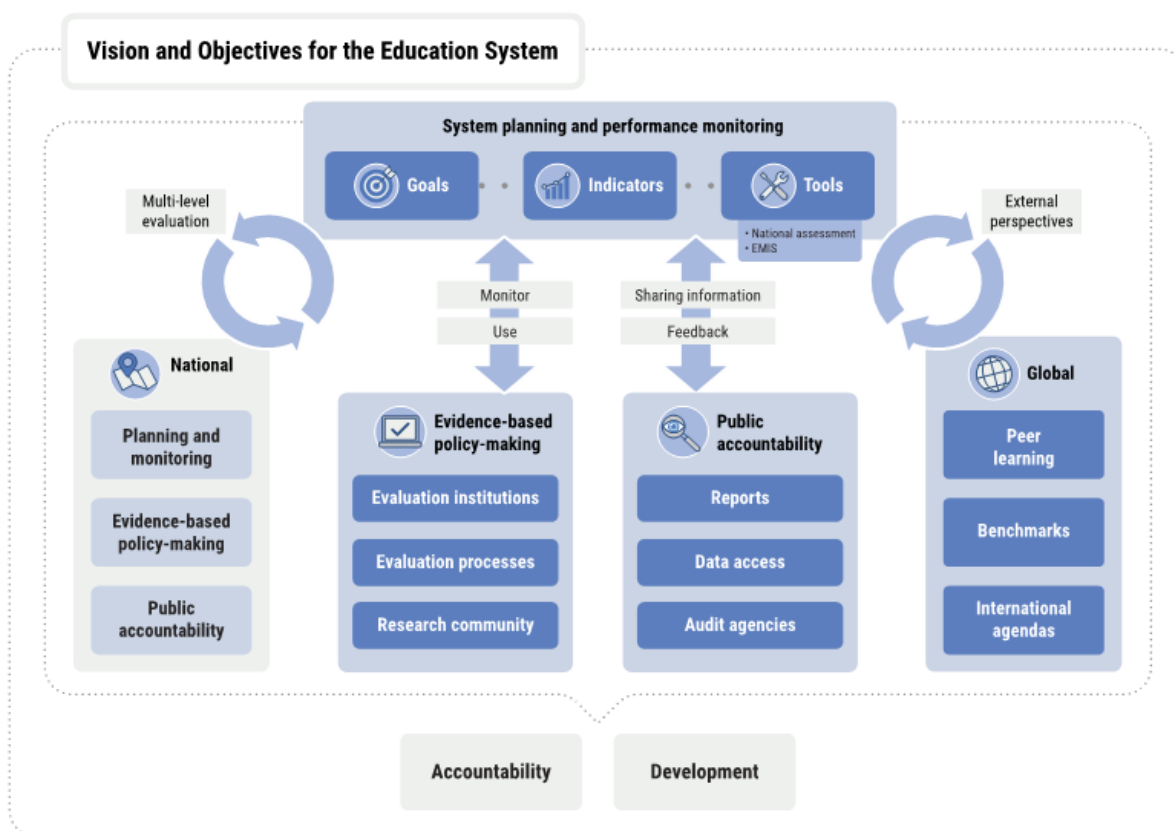 Vision and Objectives for the Education System
System planning and performance monitoring
Goals
Indicators
Tools
• National assessment
• EMIS
Multi-level
evaluation
External
perspectives
Monitor
Use
Sharing information
Feedback
National
Planning and
monitoring
Evidence-based
policy-making
Public
accountability
Evidence-based
policy-making
Evaluation institutions
Evaluation processes
Research community
Public
accountability
Reports
Data access
Audit agencies
Global
Peer
learning
Benchmarks
International
agendas
Accountability
Development